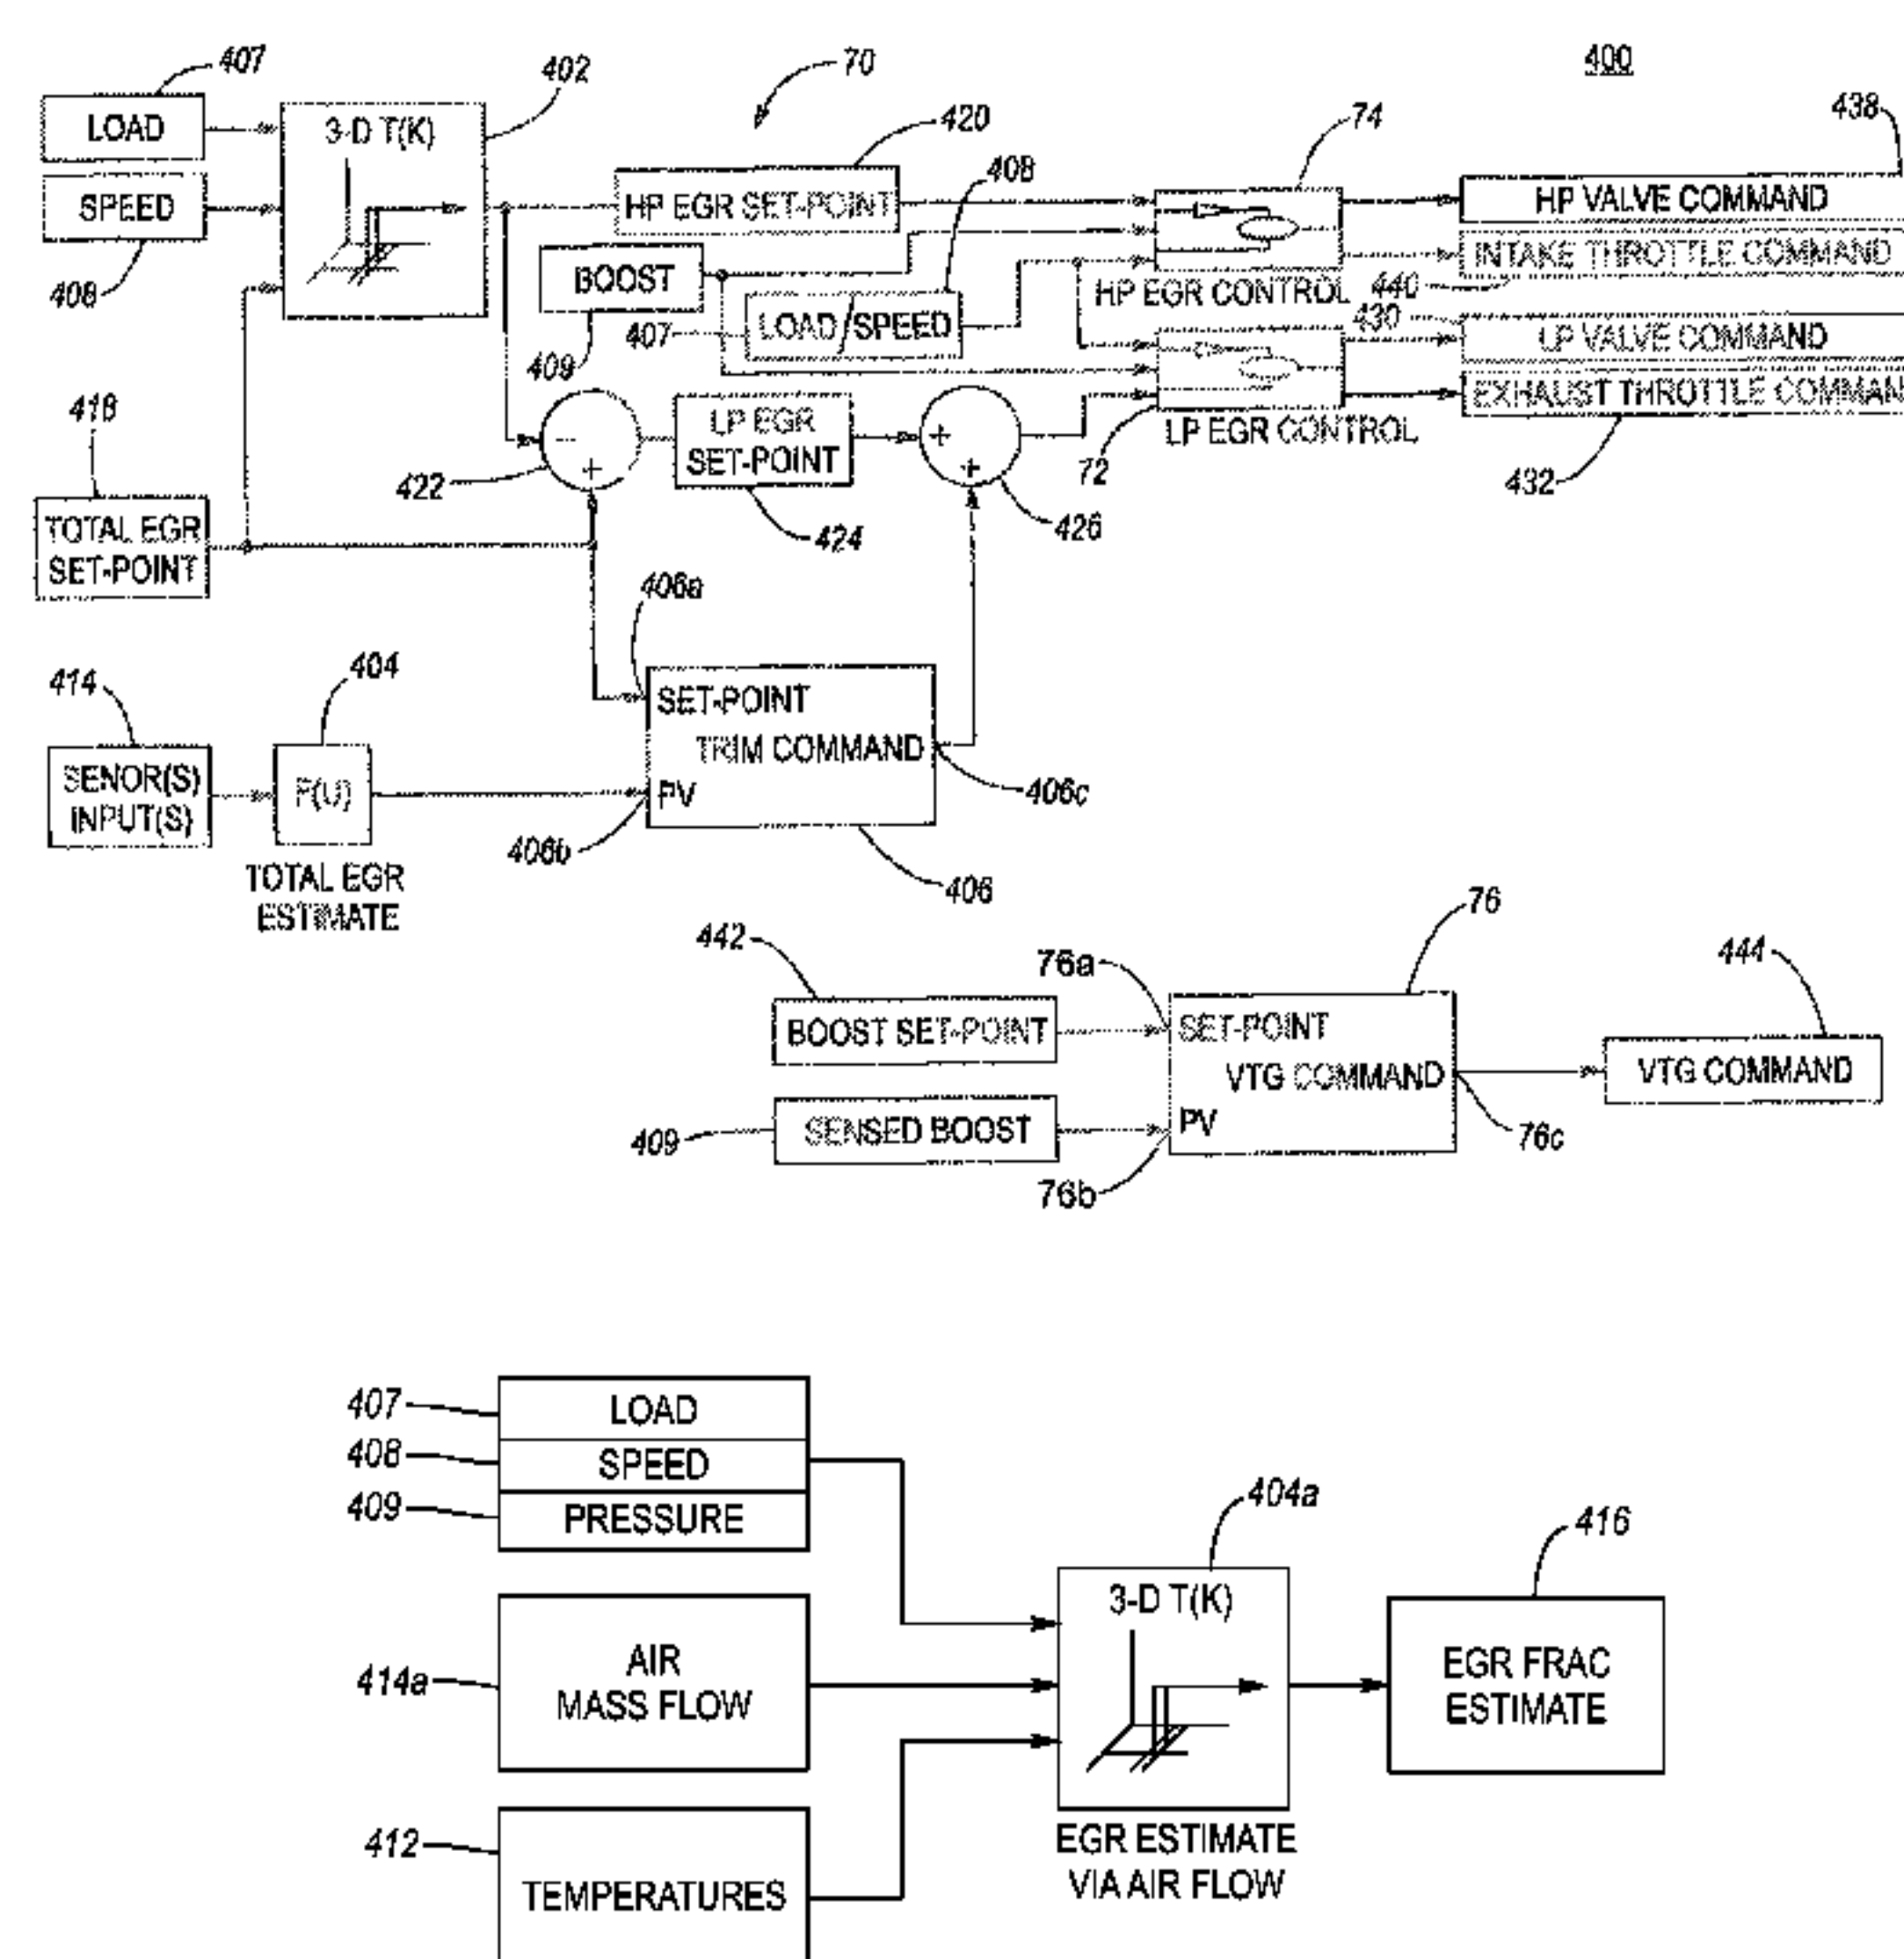 400
407
402
70
LOAD
3-D T(K)
420
408
74
438
SPEED
HP EGR SET-POINT
HP VALVE COMMAND
408
BOOST
INTAKE THROTTLE COMMAND
HP EGR CONTROL
440
407
LOAD/SPEED
430
LP VALVE COMMAND
409
418
EXHAUST THROTTLE COMMAN
-
+
LP EGR
SET-POINT
+
+
72
LP EGR CONTROL
422
432
424
426
TOTAL EGR
SET-POINT
406a
414
404
SET-POINT
TRIM COMMAND
PV
SENOR(S)
INPUT(S)
F(U)
406c
406b
406
TOTAL EGR
ESTIMATE
442
76a
76
444
BOOST SET-POINT
SET-POINT
VTG COMMAND
PV
VTG COMMAND
409
SENSED BOOST
76c
76b
407
LOAD
408
SPEED
409
PRESSURE
404a
416
3-D T(K)
414a
AIR
MASS FLOW
EGR FRAC
ESTIMATE
412
TEMPERATURES
EGR ESTIMATE
VIA AIR FLOW